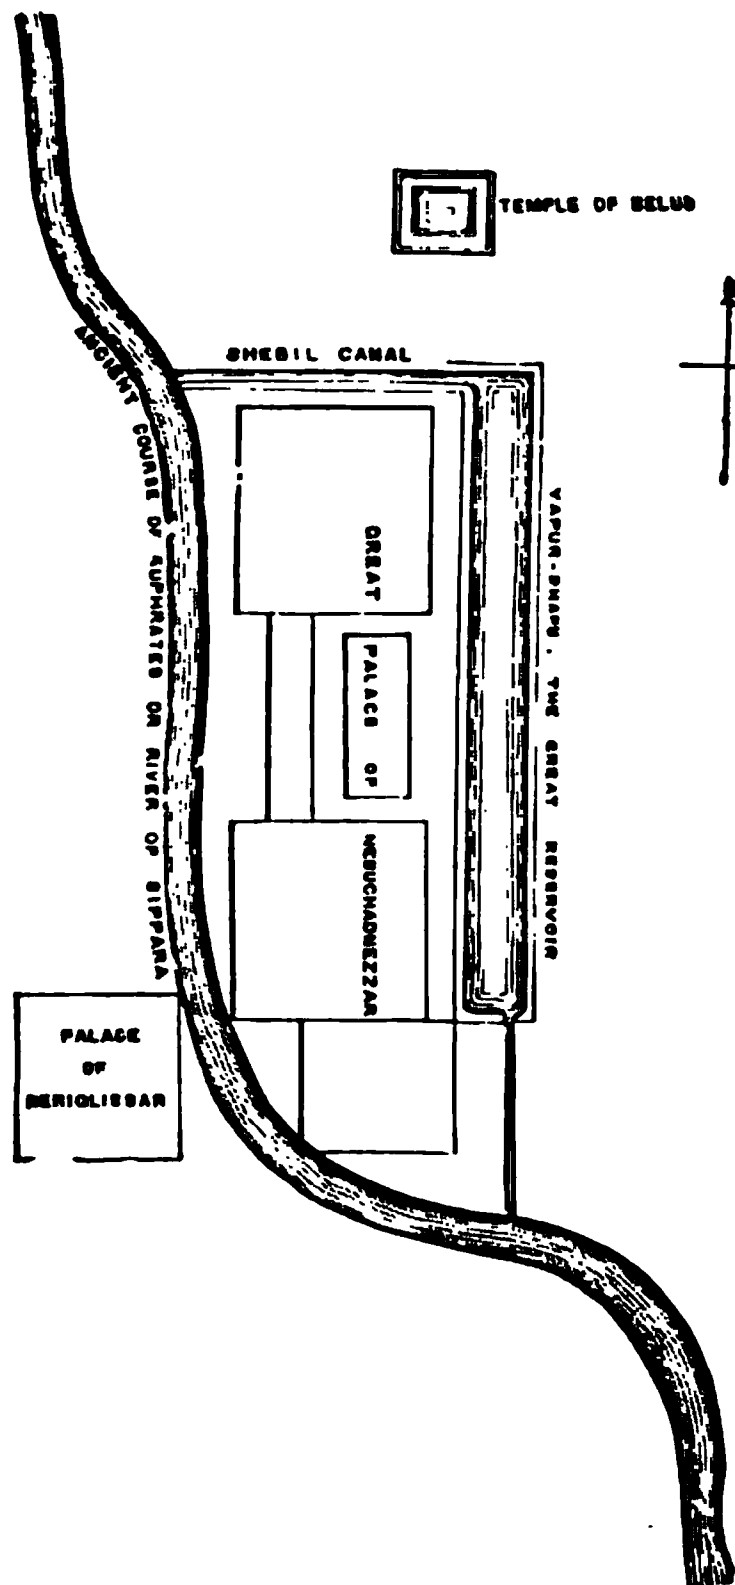 TEMPLE OF BELUS
SHEBIL CANAL
ANCIENT COURSE OF EUPHRATES OR RIVER OF SIPPARA
YAPUR-SHAPU, THE GREAT RESERVOIR
GREAT
PALACE OF
NEBUCHADNEZZAR
PALACE
OF
NERIGLISSAR